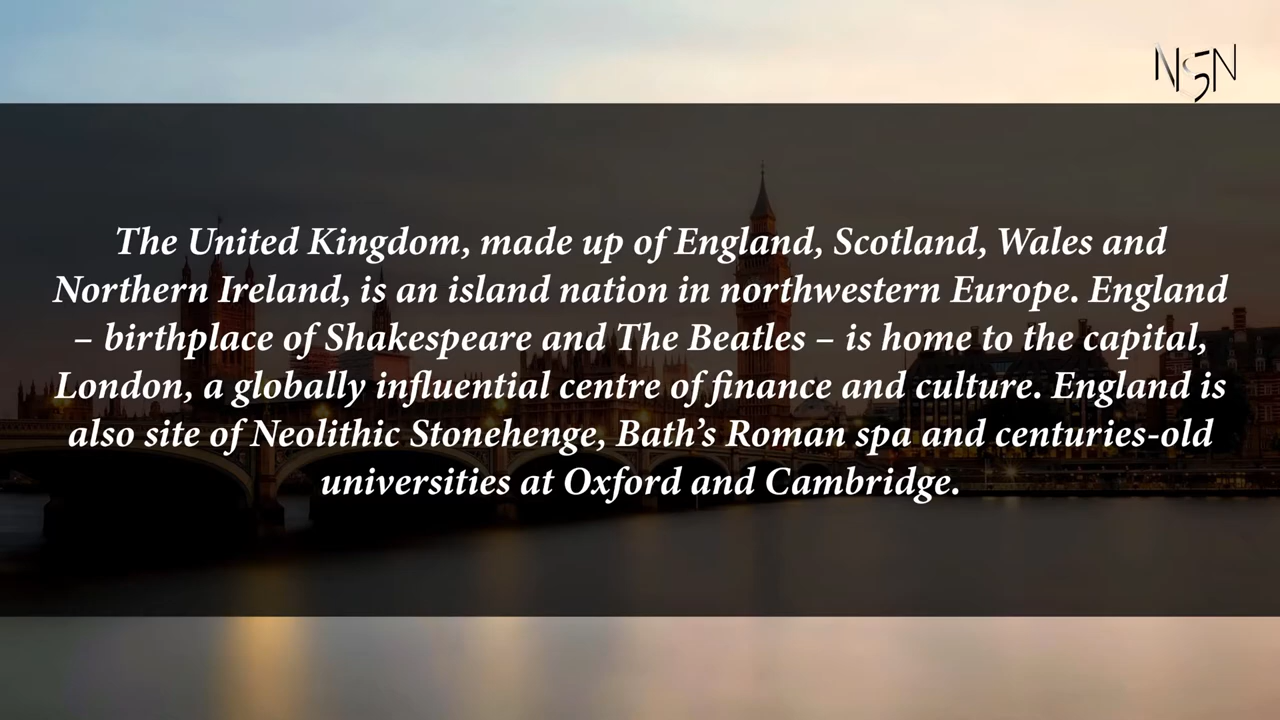 NSN
The United Kingdom, made up of England, Scotland, Wales and
Northern Ireland, is an island nation in northwestern Europe. England
– birthplace of Shakespeare and The Beatles – is home to the capital,
London, a globally influential centre of finance and culture. England is
also site of Neolithic Stonehenge, Bath’s Roman spa and centuries-old
universities at Oxford and Cambridge.